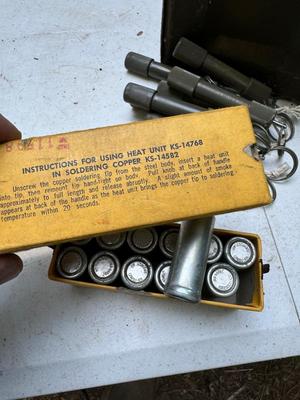 INSTRUCTIONS FOR USING HEAT UNIT KS-14768
IN SOLDERING COPPER KS-14582
Unscrew the copper soldering tip from the steel body, insert a heat unit
into tip, then remount tip hand-tight on body. Pull knob at back of handle
approximately to full length and release abruptly. A slight amount of smoke
appears at back of the handle as the heat unit brings the copper tip to soldering
temperature within 20 seconds.